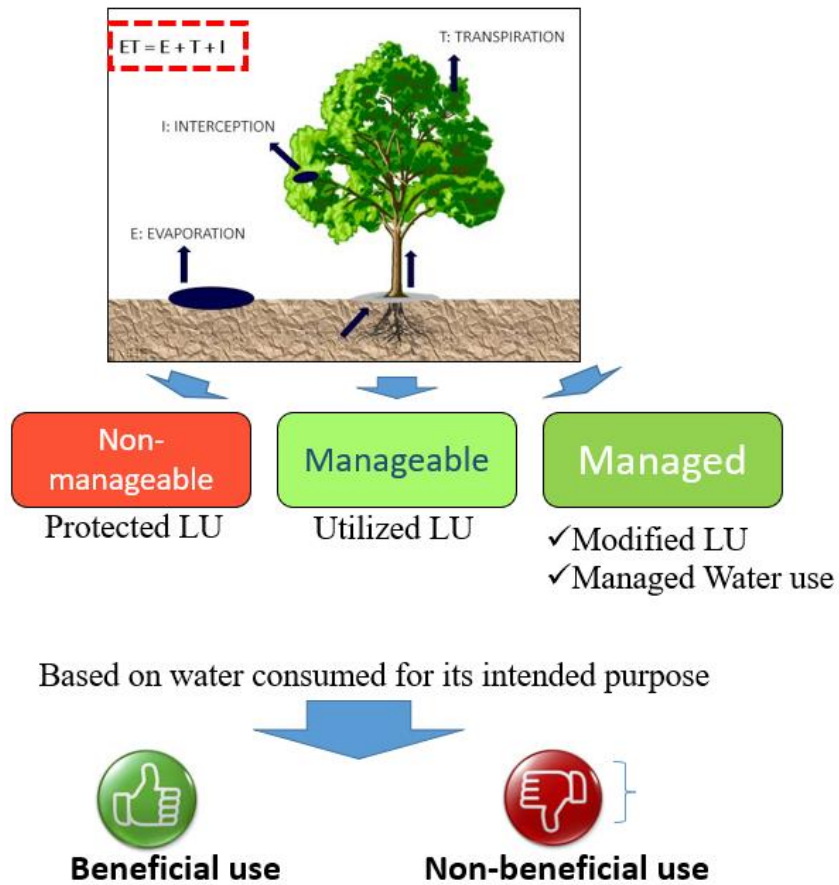 ET = E + T + I
T: TRANSPIRATION
I: INTERCEPTION
E: EVAPORATION
Non-
manageable
Manageable
Managed
Protected LU
Utilized LU
✓Modified LU
✓Managed Water use
Based on water consumed for its intended purpose
Beneficial use
Non-beneficial use